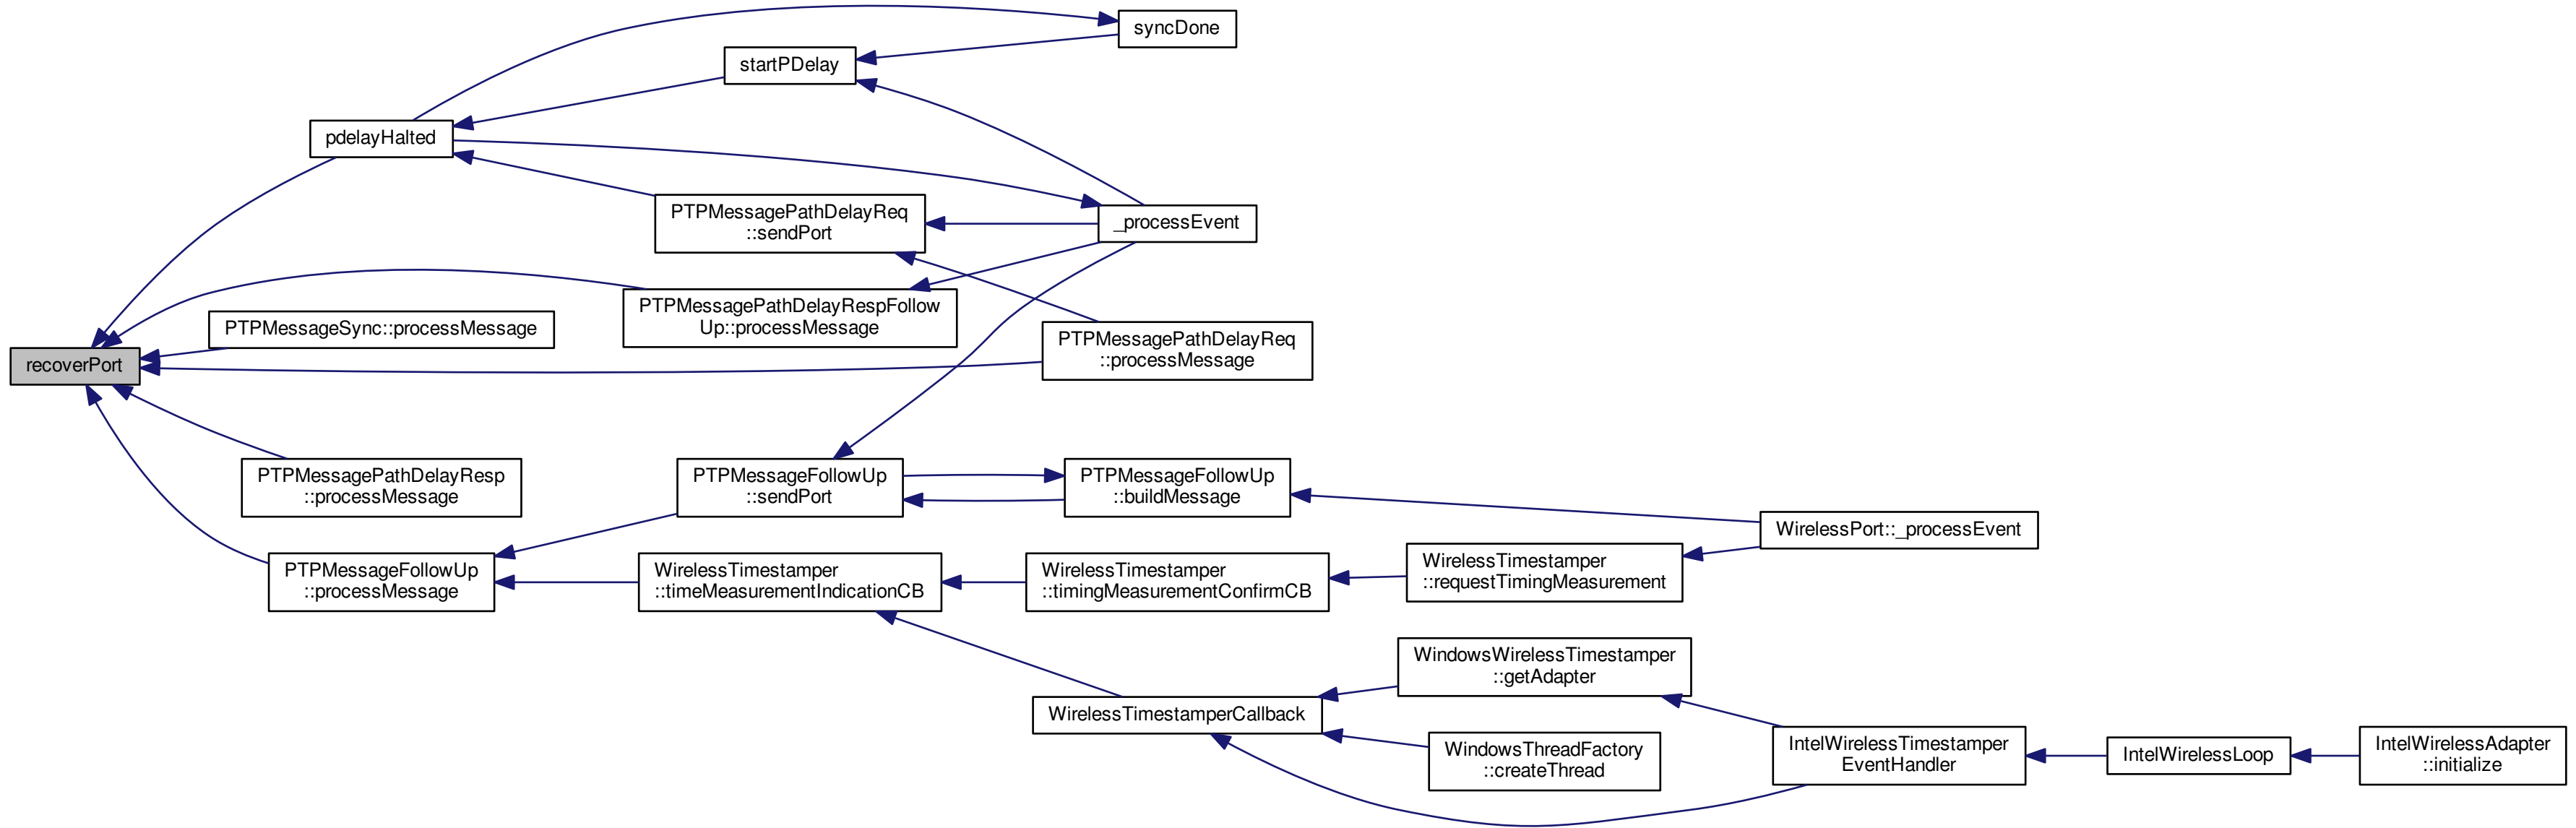 syncDone
startPDelay
pdelayHalted
PTPMessagePathDelayReq
::sendPort
_processEvent
PTPMessagePathDelayRespFollow
Up::processMessage
PTPMessageSync::processMessage
PTPMessagePathDelayReq
::processMessage
recoverPort
PTPMessagePathDelayResp
::processMessage
PTPMessageFollowUp
::sendPort
PTPMessageFollowUp
::buildMessage
WirelessPort::_processEvent
PTPMessageFollowUp
::processMessage
WirelessTimestamper
::timeMeasurementIndicationCB
WirelessTimestamper
::timingMeasurementConfirmCB
WirelessTimestamper
::requestTimingMeasurement
WindowsWirelessTimestamper
::getAdapter
WirelessTimestamperCallback
WindowsThreadFactory
::createThread
IntelWirelessTimestamper
EventHandler
IntelWirelessLoop
IntelWirelessAdapter
::initialize